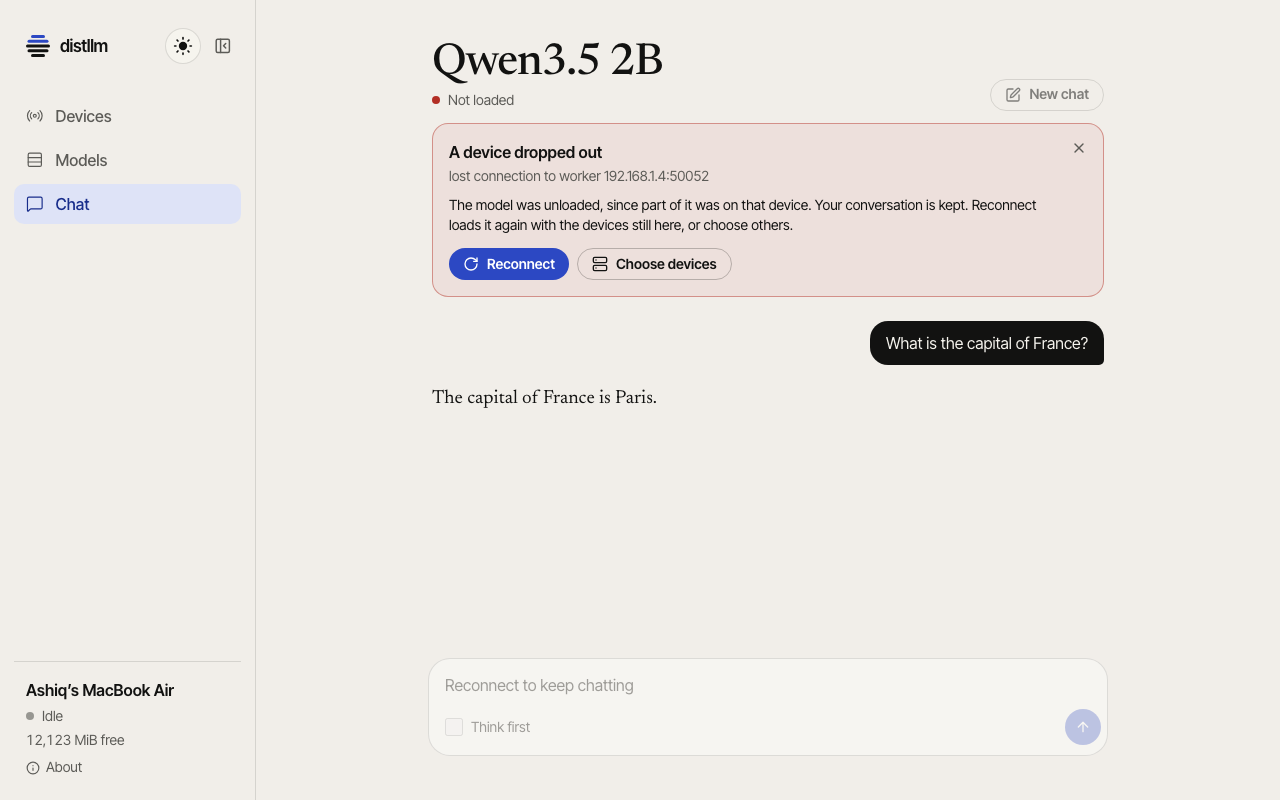 distllm
Devices
Models
Chat
Ashiq’s MacBook Air
Idle
12,123 MiB free
About
Qwen3.5 2B
Not loaded
New chat
A device dropped out
lost connection to worker 192.168.1.4:50052
The model was unloaded, since part of it was on that device. Your conversation is kept. Reconnect
loads it again with the devices still here, or choose others.
Reconnect
Choose devices
What is the capital of France?
The capital of France is Paris.
Reconnect to keep chatting
Think first